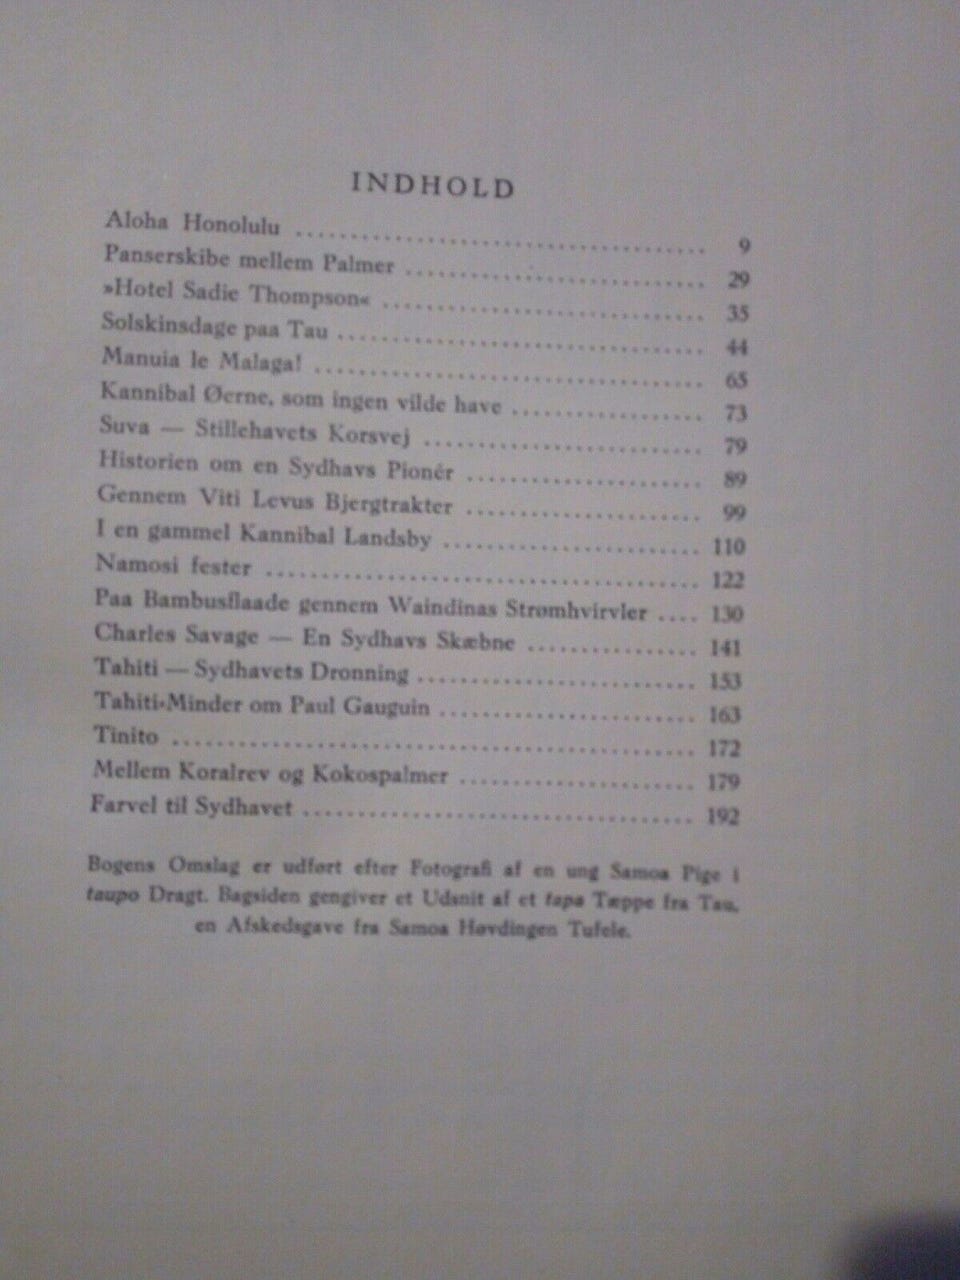 INDHOLD
Aloha Honolulu ........................................ 9
Panserskibe mellem Palmer .............................. 29
»Hotel Sadie Thompson« ................................ 35
Solskinsdage paa Tau .................................. 44
Manuia le Malaga! ..................................... 65
Kannibal Øerne, som ingen vilde have .................. 73
Suva — Stillehavets Korsvej ........................... 79
Historien om en Sydhavs Pionér ........................ 89
Gennem Viti Levus Bjergtrakter ........................ 99
I en gammel Kannibal Landsby .......................... 110
Namosi fester ......................................... 122
Paa Bambusflaade gennem Waindinas Strømhvirvler .... 130
Charles Savage — En Sydhavs Skæbne .................. 141
Tahiti — Sydhavets Dronning ........................... 153
Tahiti-Minder om Paul Gauguin ......................... 163
Tinito ................................................ 172
Mellem Koralrev og Kokospalmer ........................ 179
Farvel til Sydhavet ................................... 192
Bogens Omslag er udført efter Fotografi af en ung Samoa Pige i
taupo Dragt. Bagsiden gengiver et Udsnit af et tapa Tæppe fra Tau,
en Afskedsgave fra Samoa Høvdingen Tufele.